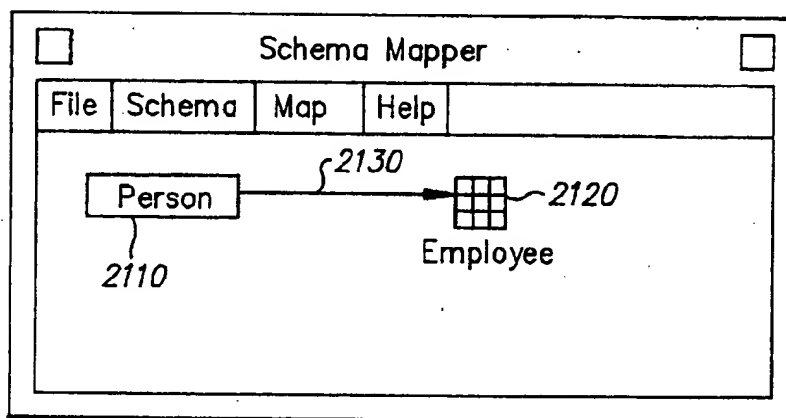 Schema Mapper
File Schema Map Help
2130
Person 2120
Employee
2110